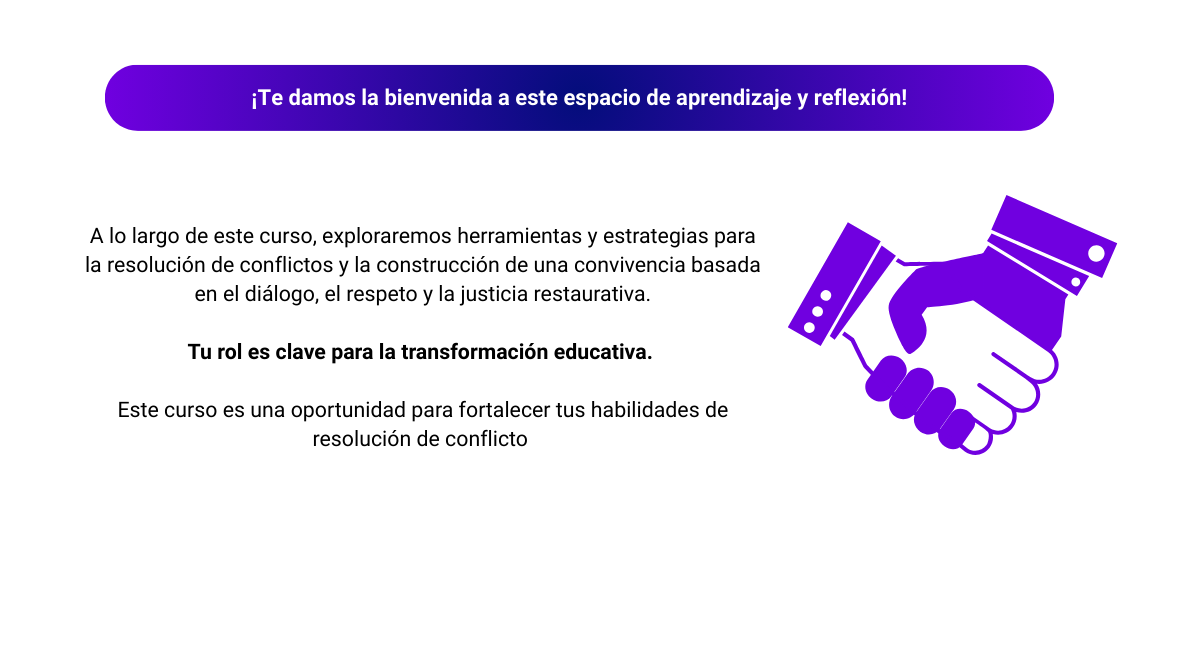 ¡Te damos la bienvenida a este espacio de aprendizaje y reflexión!
A lo largo de este curso, exploraremos herramientas y estrategias para
la resolución de conflictos y la construcción de una convivencia basada
en el diálogo, el respeto y la justicia restaurativa.
Tu rol es clave para la transformación educativa.
Este curso es una oportunidad para fortalecer tus habilidades de
resolución de conflicto